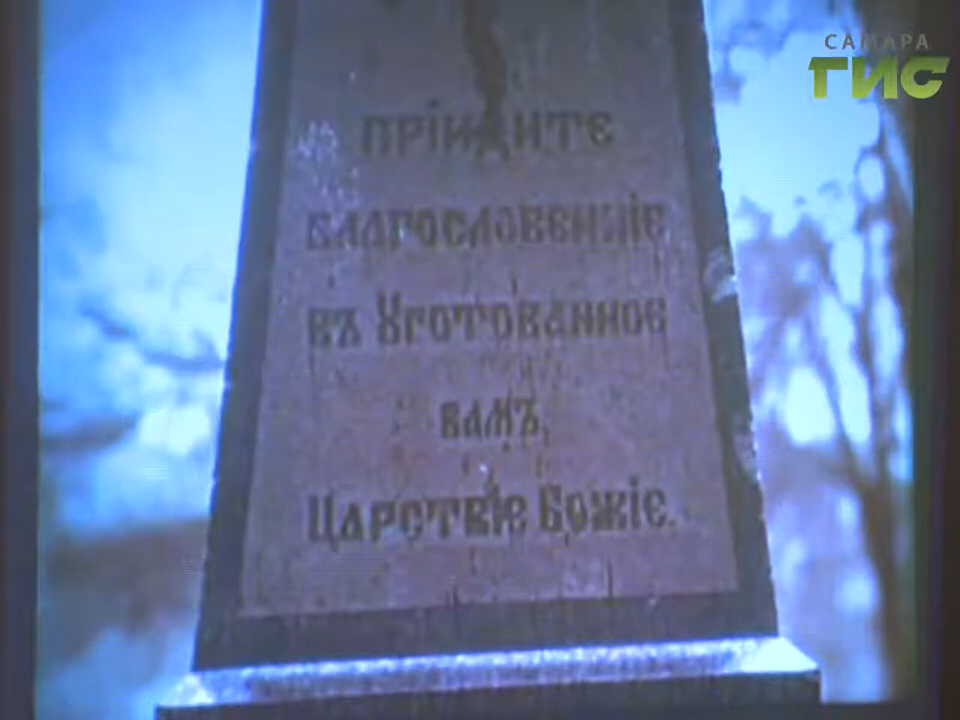 САМАРА
ГИС
ПРІИДИТЕ
БЛАГОСЛОВЕННІЕ
ВЪ УГОТОВАННОЕ
ВАМЪ,
ЦАРСТВІЕ БОЖІЕ.